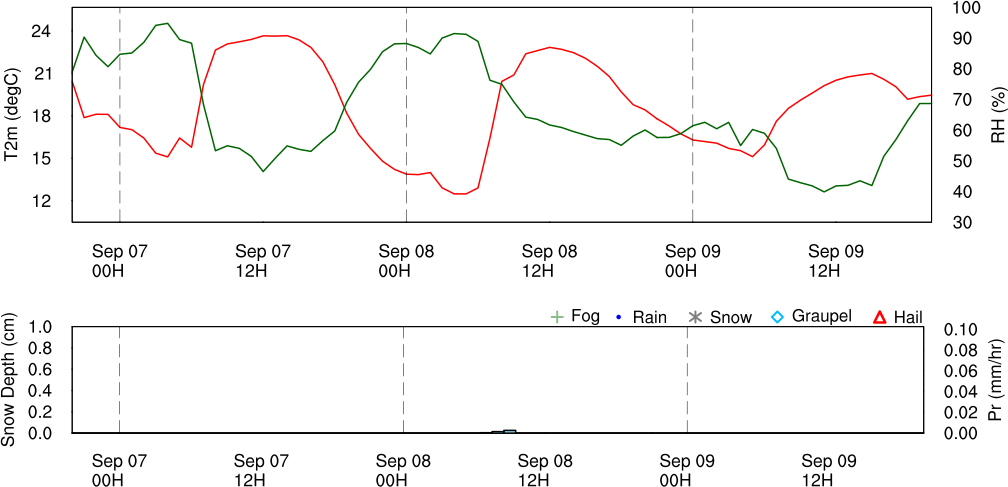 T2m (degC)
24
21
18
15
12
100
90
80
70
60
50
40
30
RH (%)
Sep 07 00H
Sep 07 12H
Sep 08 00H
Sep 08 12H
Sep 09 00H
Sep 09 12H
Fog Rain Snow Graupel Hail
Snow Depth (cm)
1.0
0.8
0.6
0.4
0.2
0.0
0.10
0.08
0.06
0.04
0.02
0.00
Pr (mm/hr)
Sep 07 00H
Sep 07 12H
Sep 08 00H
Sep 08 12H
Sep 09 00H
Sep 09 12H